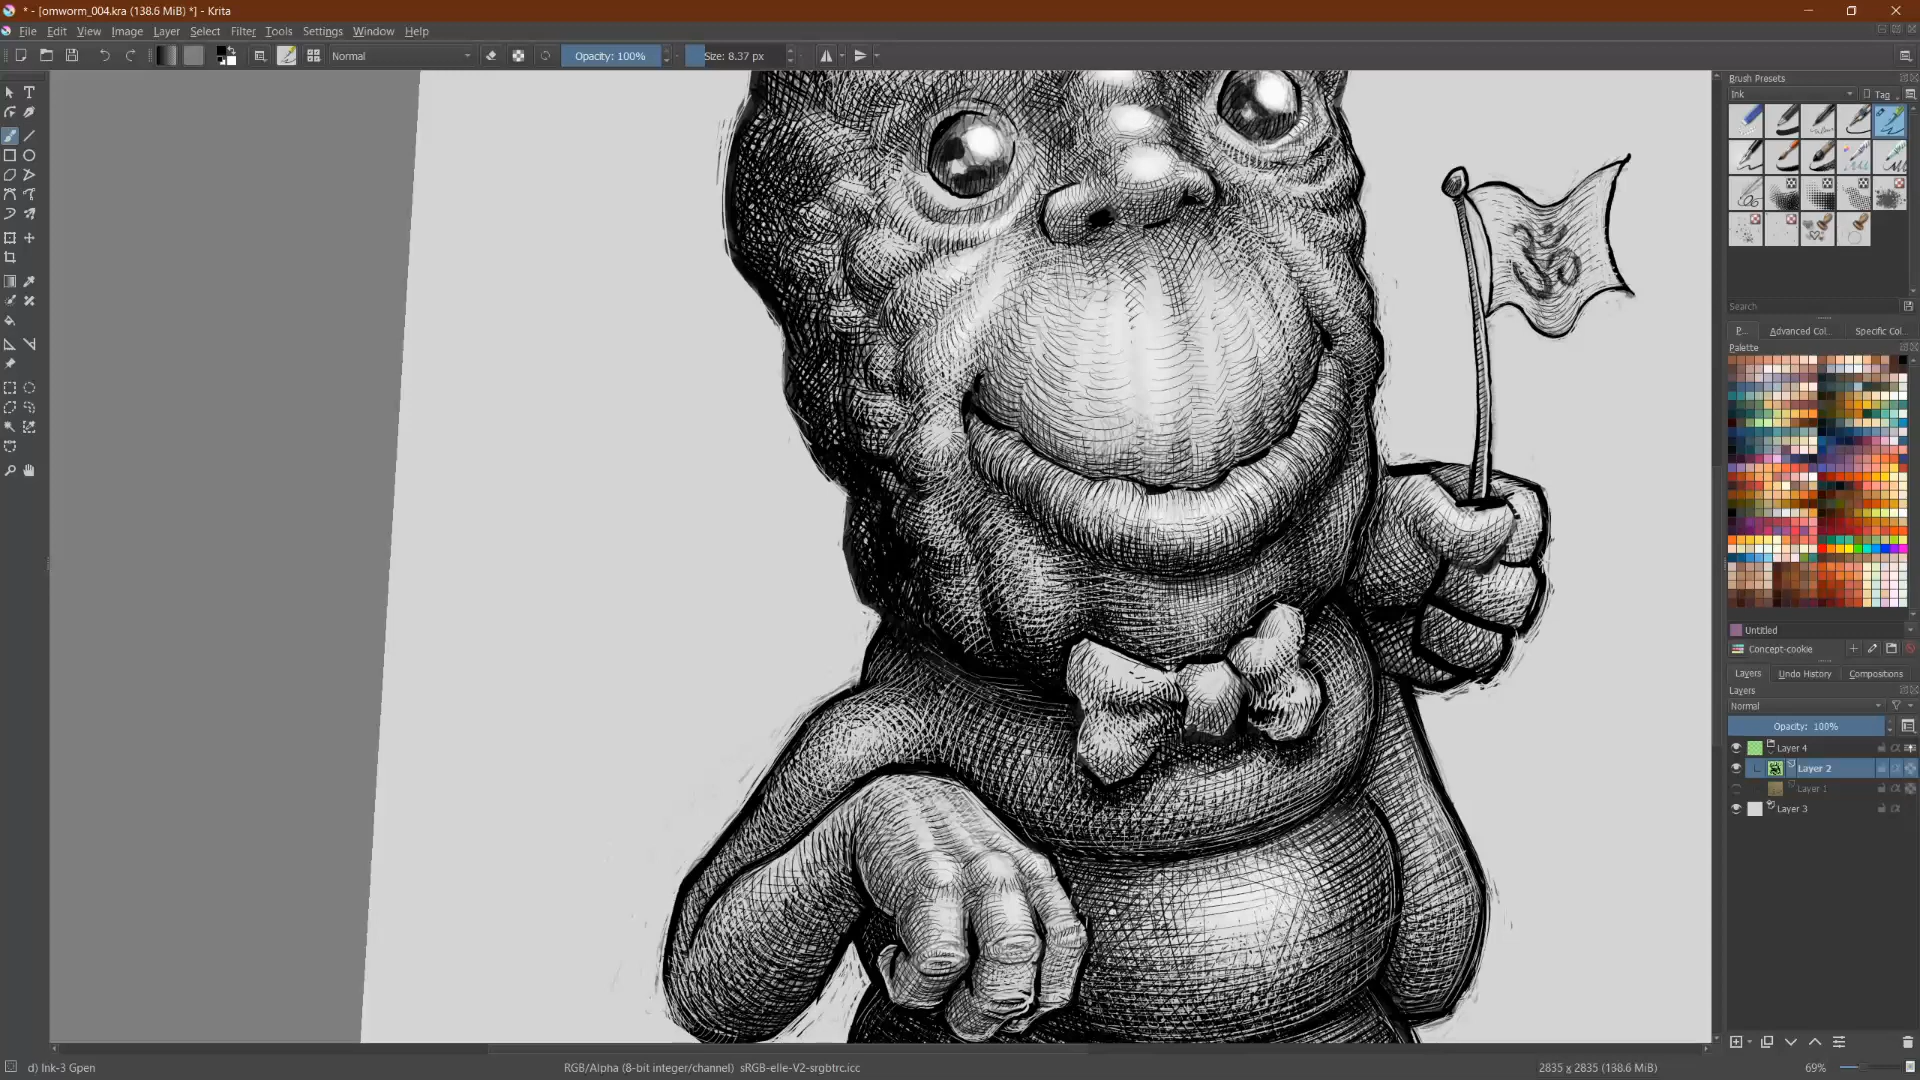 * - [omworm_004.kra (138.6 MiB) *] - Krita
File Edit View Image Layer Select Filter Tools Settings Window Help
Normal Opacity: 100% Size: 8.37 px
Brush Presets
Ink Tag
Search
P... Advanced Col... Specific Col...
Palette
Untitled
Concept-cookie
Layers Undo History Compositions
Layers
Normal
Opacity: 100%
Layer 4
Layer 2
Layer 1
Layer 3
d) Ink-3 Gpen RGB/Alpha (8-bit integer/channel) sRGB-elle-V2-srgbtrc.icc 2835 x 2835 (138.6 MiB) 69%